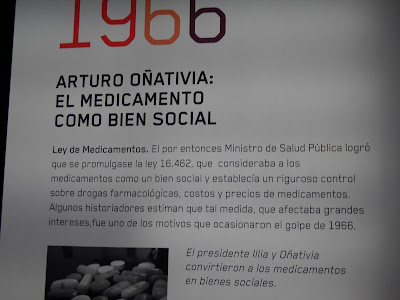 1966
ARTURO OÑATIVIA:
EL MEDICAMENTO
COMO BIEN SOCIAL
Ley de Medicamentos. El por entonces Ministro de Salud Pública logró
que se promulgase la ley 16.462, que consideraba a los
medicamentos como un bien social y establecía un riguroso control
sobre drogas farmacológicas, costos y precios de medicamentos.
Algunos historiadores estiman que tal medida, que afectaba grandes
intereses,fue uno de los motivos que ocasionaron el golpe de 1966.
El presidente Illia y Oñativia
convirtieron a los medicamentos
en bienes sociales.